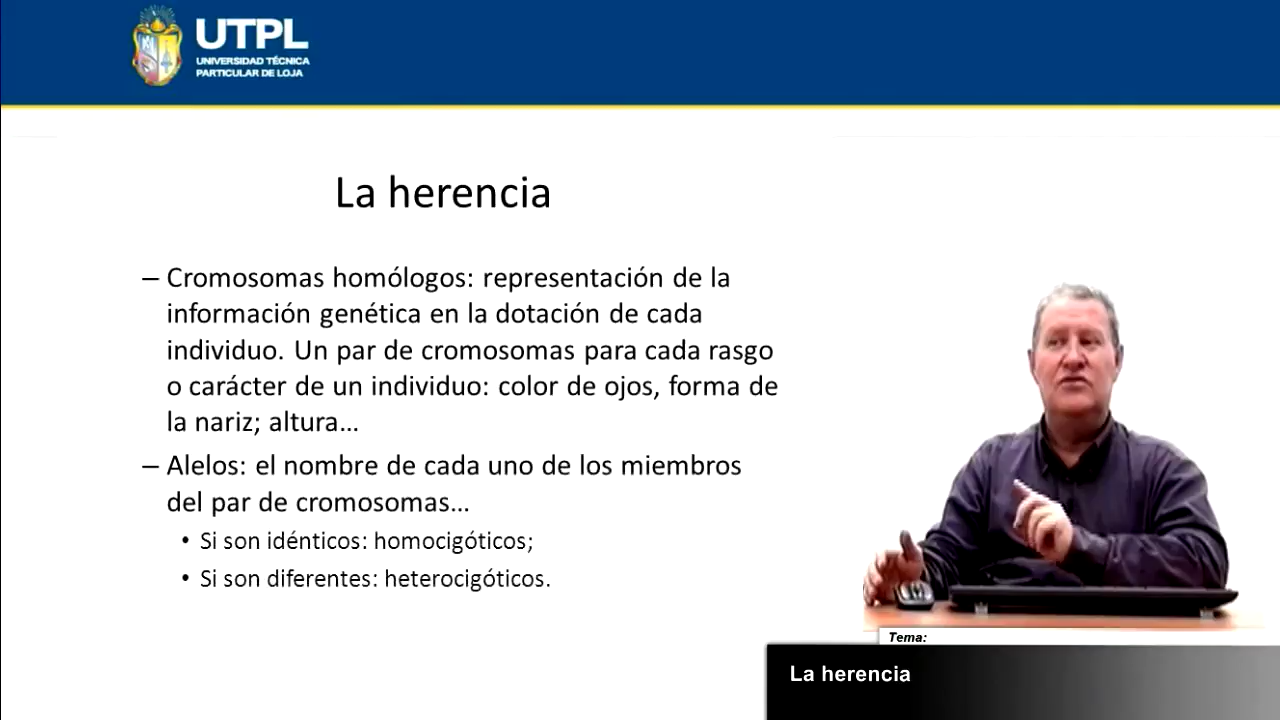 UTPL
UNIVERSIDAD TÉCNICA
PARTICULAR DE LOJA
La herencia
– Cromosomas homólogos: representación de la
información genética en la dotación de cada
individuo. Un par de cromosomas para cada rasgo
o carácter de un individuo: color de ojos, forma de
la nariz; altura...
– Alelos: el nombre de cada uno de los miembros
del par de cromosomas...
• Si son idénticos: homocigóticos;
• Si son diferentes: heterocigóticos.
Tema:
La herencia